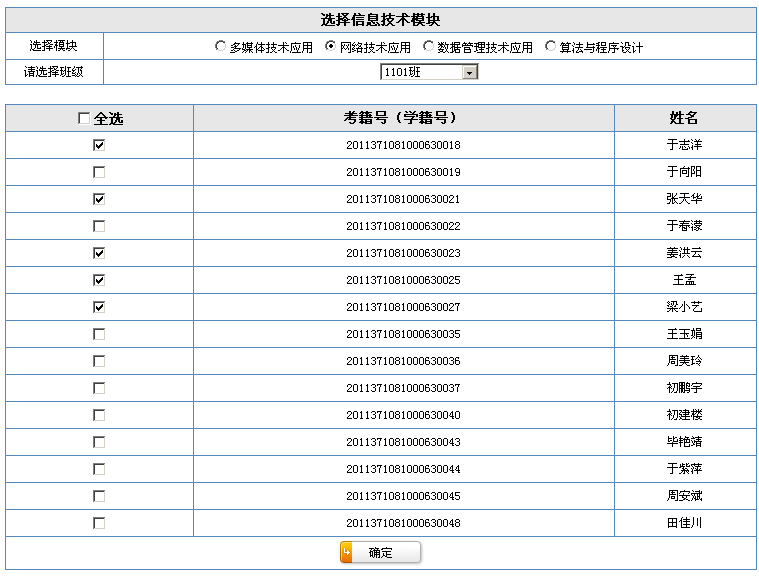 选择信息技术模块
选择模块 多媒体技术应用 网络技术应用 数据管理技术应用 算法与程序设计
请选择班级 1101班
全选 考籍号（学籍号） 姓名
2011371081000630018 于志洋
2011371081000630019 于向阳
2011371081000630021 张天华
2011371081000630022 于春濛
2011371081000630023 姜洪云
2011371081000630025 王孟
2011371081000630027 梁小艺
2011371081000630035 王玉娟
2011371081000630036 周美玲
2011371081000630037 初鹏宇
2011371081000630040 初建楼
2011371081000630043 毕艳靖
2011371081000630044 于紫萍
2011371081000630045 周安斌
2011371081000630048 田佳川
确定